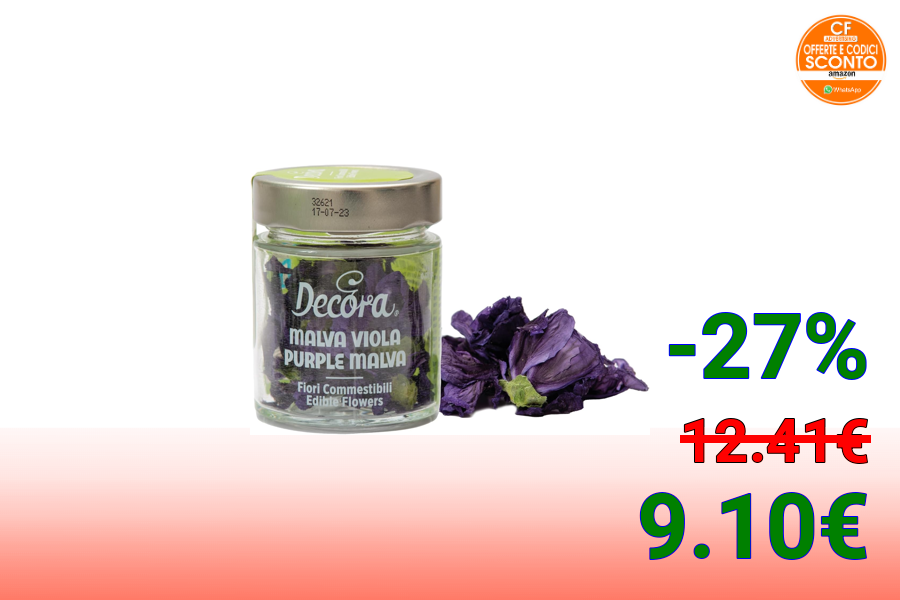 CF
OFFERTE E CODICI
SCONTO
amazon
WhatsApp
32621
17-07-23
Decora®
MALVA VIOLA
PURPLE MALVA
Fiori Commestibili
Edible Flowers
-27%
12.41€
9.10€